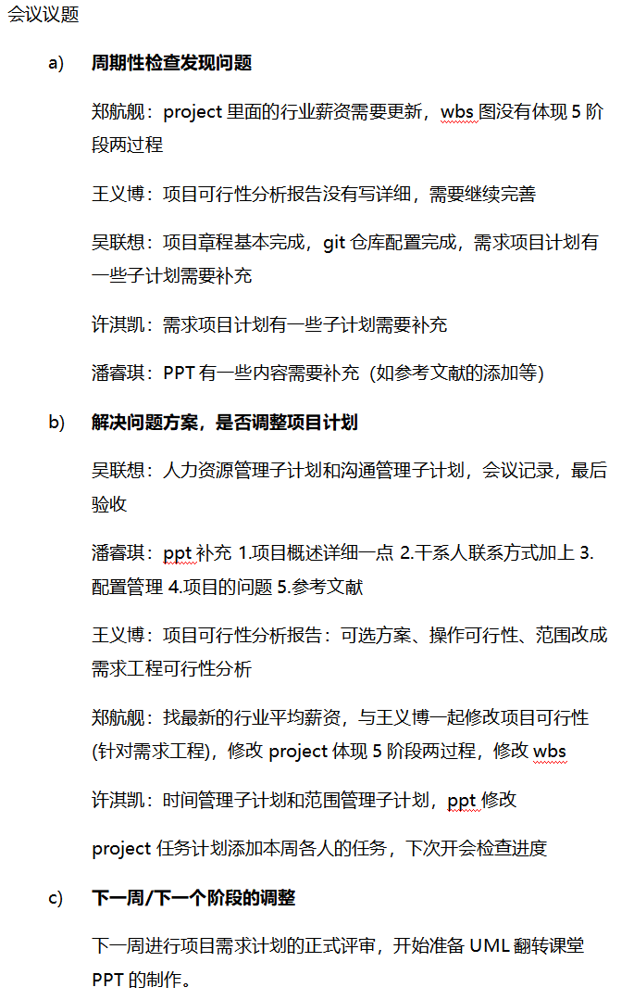 会议议题
a) 周期性检查发现问题
郑航舰：project 里面的行业薪资需要更新，wbs 图没有体现 5 阶
段两过程
王义博：项目可行性分析报告没有写详细，需要继续完善
吴联想：项目章程基本完成，git 仓库配置完成，需求项目计划有
一些子计划需要补充
许淇凯：需求项目计划有一些子计划需要补充
潘睿琪：PPT 有一些内容需要补充（如参考文献的添加等）
b) 解决问题方案，是否调整项目计划
吴联想：人力资源管理子计划和沟通管理子计划，会议记录，最后
验收
潘睿琪：ppt 补充 1.项目概述详细一点 2.干系人联系方式加上 3.
配置管理 4.项目的问题 5.参考文献
王义博：项目可行性分析报告：可选方案、操作可行性、范围改成
需求工程可行性分析
郑航舰：找最新的行业平均薪资，与王义博一起修改项目可行性
(针对需求工程)，修改 project 体现 5 阶段两过程，修改 wbs
许淇凯：时间管理子计划和范围管理子计划，ppt 修改
project 任务计划添加本周各人的任务，下次开会检查进度
c) 下一周/下一个阶段的调整
下一周进行项目需求计划的正式评审，开始准备 UML 翻转课堂
PPT 的制作。